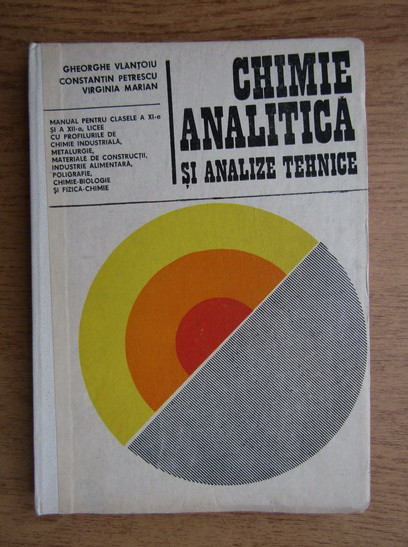 GHEORGHE VLANȚOIU
CONSTANTIN PETRESCU
VIRGINIA MARIAN
CHIMIE
ANALITICĂ
ȘI ANALIZE TEHNICE
MANUAL PENTRU CLASELE A XI-a
ȘI A XII-a, LICEE
CU PROFILURILE DE
CHIMIE INDUSTRIALĂ,
METALURGIE,
MATERIALE DE CONSTRUCȚII,
INDUSTRIE ALIMENTARĂ,
POLIGRAFIE,
CHIMIE-BIOLOGIE
ȘI FIZICĂ-CHIMIE